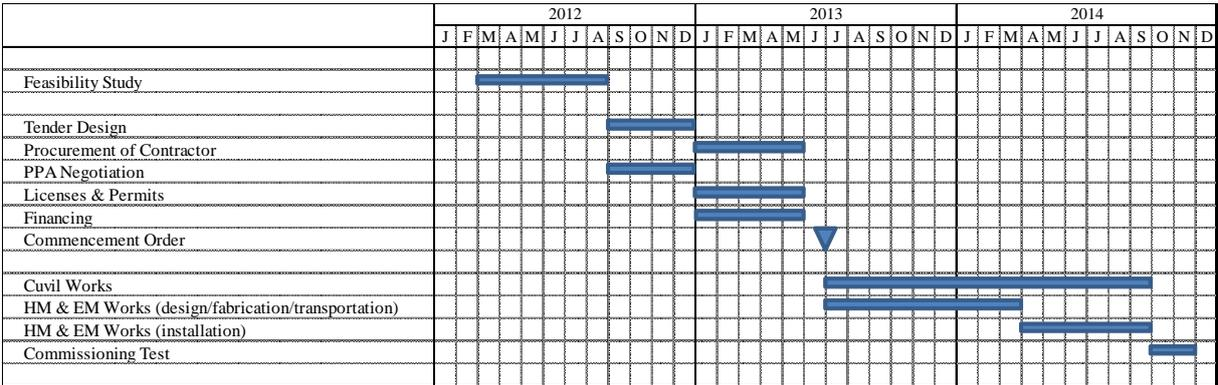 2012 2013 2014
J F M A M J J A S O N D J F M A M J J A S O N D J F M A M J J A S O N D
Feasibility Study
Tender Design
Procurement of Contractor
PPA Negotiation
Licenses & Permits
Financing
Commencement Order
Cuvil Works
HM & EM Works (design/fabrication/transportation)
HM & EM Works (installation)
Commissioning Test